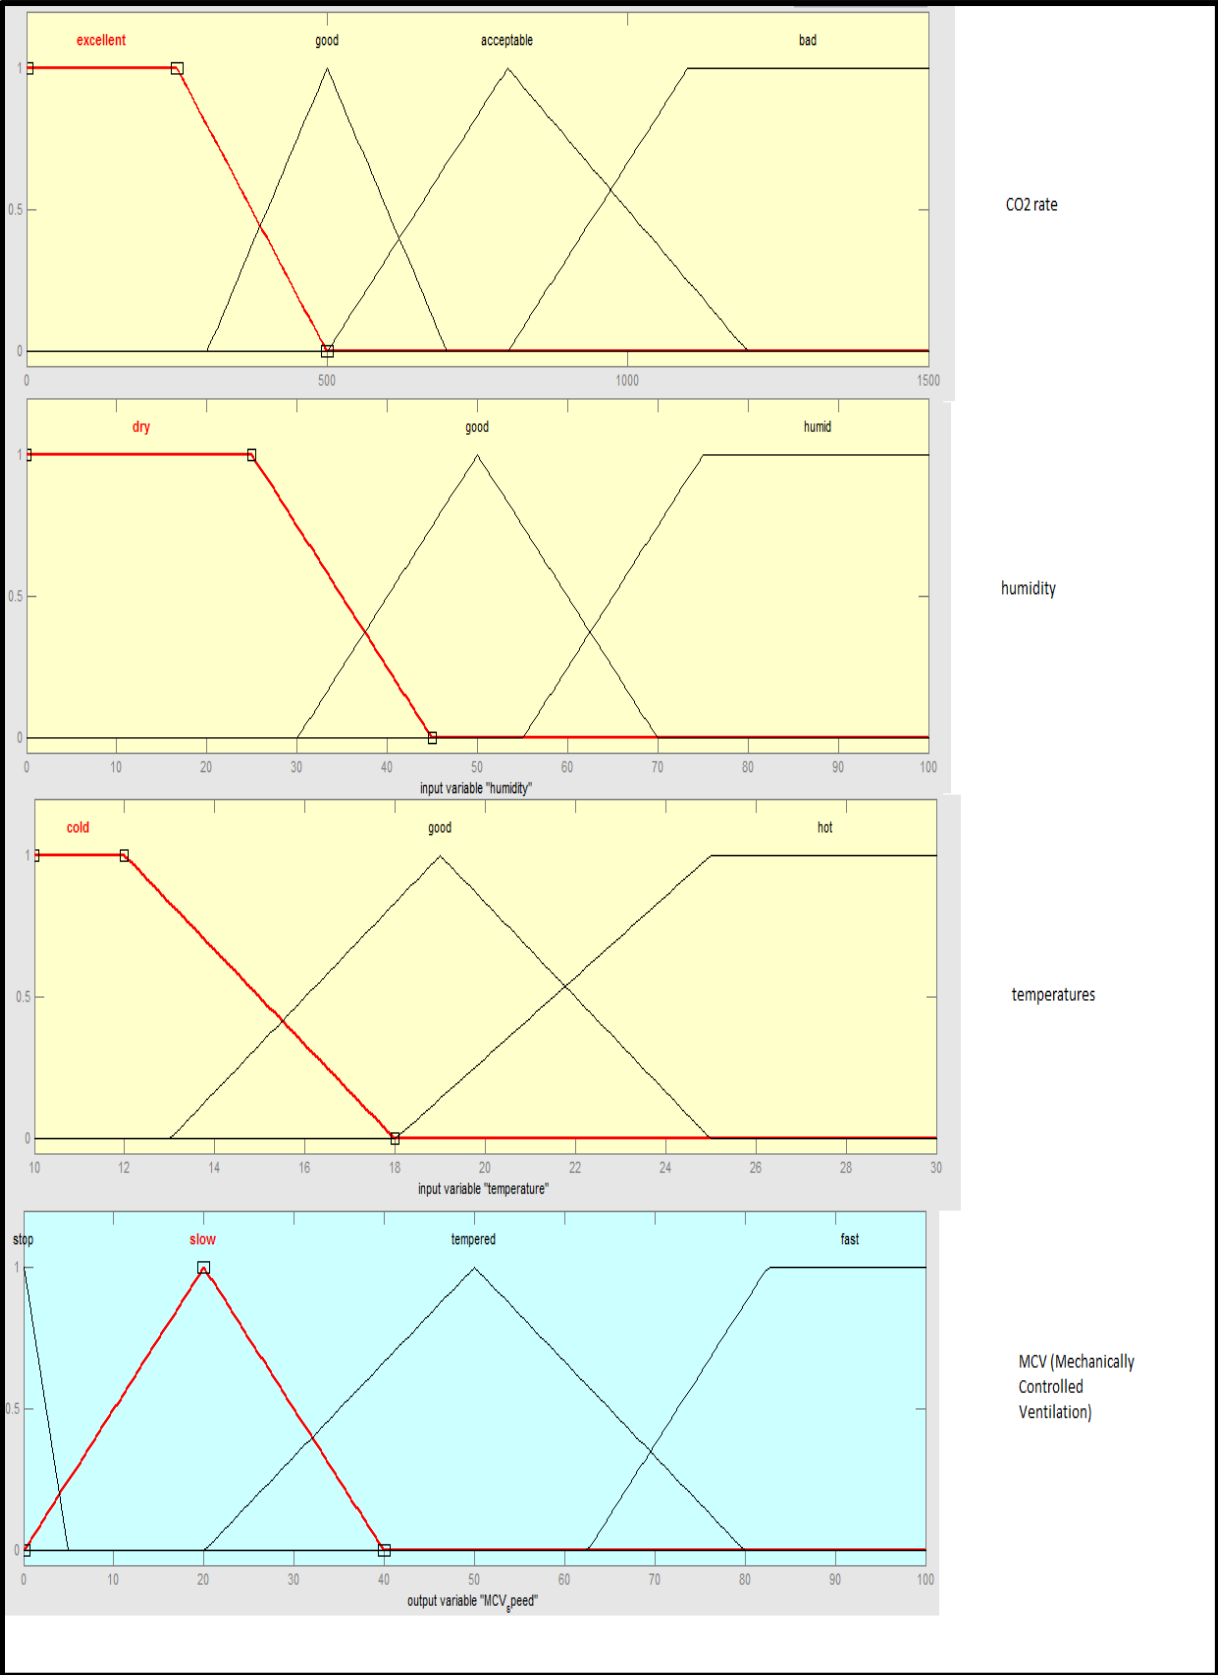 excellent good acceptable bad
1
0.5
CO2 rate
0
0 500 1000 1500
dry good humid
1
0.5
humidity
0
0 10 20 30 40 50 60 70 80 90 100
input variable "humidity"
cold good hot
1
0.5
temperatures
0
10 12 14 16 18 20 22 24 26 28 30
input variable "temperature"
stop slow tempered fast
1
MCV (Mechanically
Controlled
Ventilation)
0.5
0
0 10 20 30 40 50 60 70 80 90 100
output variable "MCV_speed"